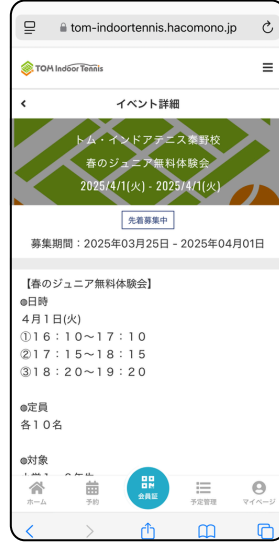 tom-indoortennis.hacomono.jp
TOM Indoor Tennis
イベント詳細
トム・インドアテニス秦野校
春のジュニア無料体験会
2025/4/1(火) - 2025/4/1(火)
先着募集中
募集期間：2025年03月25日 - 2025年04月01日
【春のジュニア無料体験会】
◍日時
４月１日(火)
①１６：１０～１７：１０
②１７：１５～１８：１５
③１８：２０～１９：２０
◍定員
各１０名
◍対象
ホーム
予約
会員証
予定管理
マイページ